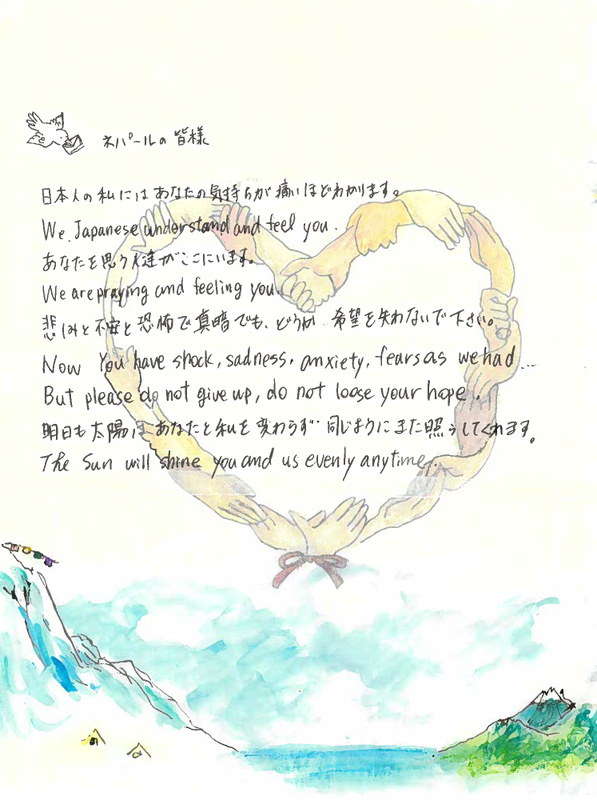 ネパールの皆様
日本人の私にはあなたの気持ちが痛いほどわかります。
We Japanese understand and feel you.
あなたを思う人達がここにいます。
We are praying and feeling you.
悲しみと不安と恐怖で真暗でも、どうか 希望を失わないで下さい。
Now You have shock, sadness, anxiety, fears as we had...
But please do not give up, do not loose your hope.
明日も太陽はあなたと私を変わらず 同じようにまた照らしてくれます。
The Sun will shine you and us evenly anytime.